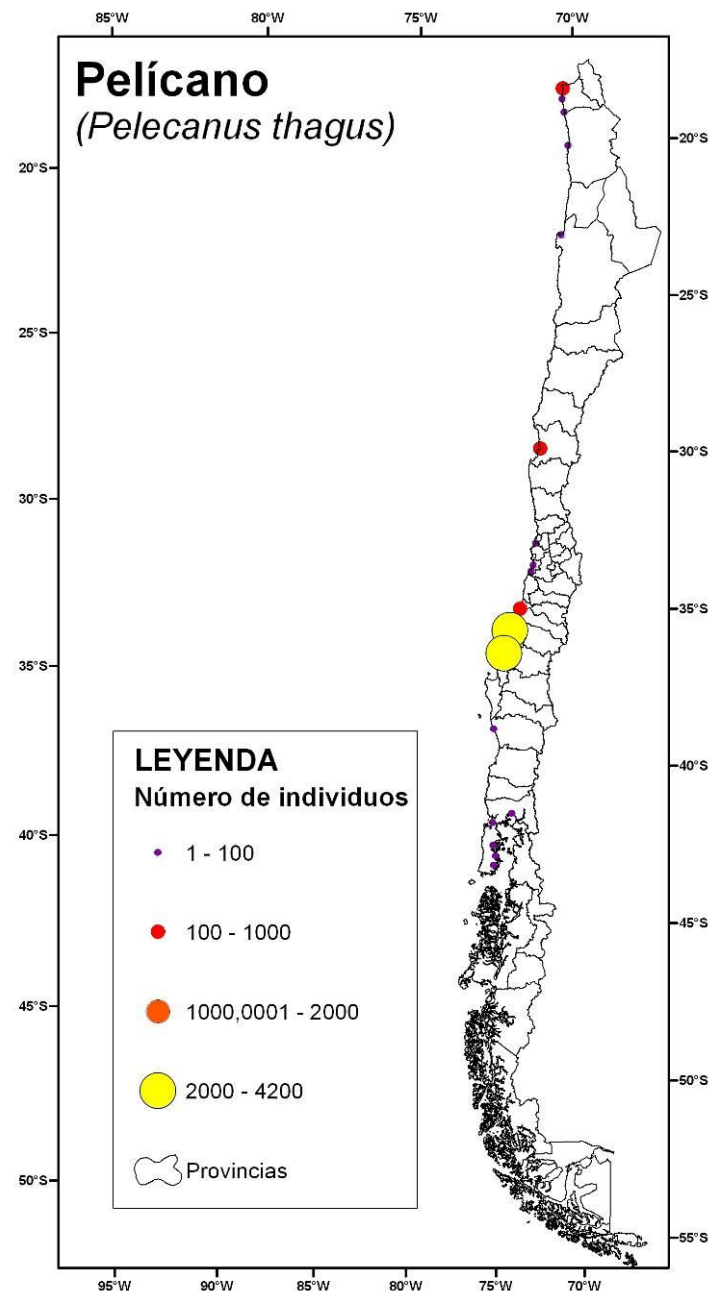 85°W 80°W 75°W 70°W
Pelícano
(Pelecanus thagus)
20°S
20°S
25°S
25°S
30°S
30°S
35°S
35°S
LEYENDA
Número de individuos
40°S
40°S
1 - 100
100 - 1000
45°S
45°S
1000,0001 - 2000
50°S
2000 - 4200
Provincias
50°S
55°S
95°W 90°W 85°W 80°W 75°W 70°W